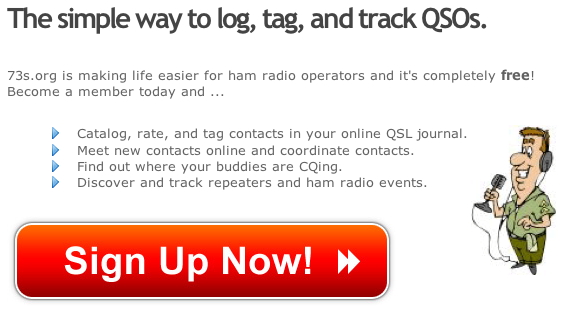 The simple way to log, tag, and track QSOs.
73s.org is making life easier for ham radio operators and it's completely free!
Become a member today and ...
Catalog, rate, and tag contacts in your online QSL journal.
Meet new contacts online and coordinate contacts.
Find out where your buddies are CQing.
Discover and track repeaters and ham radio events.
Sign Up Now!